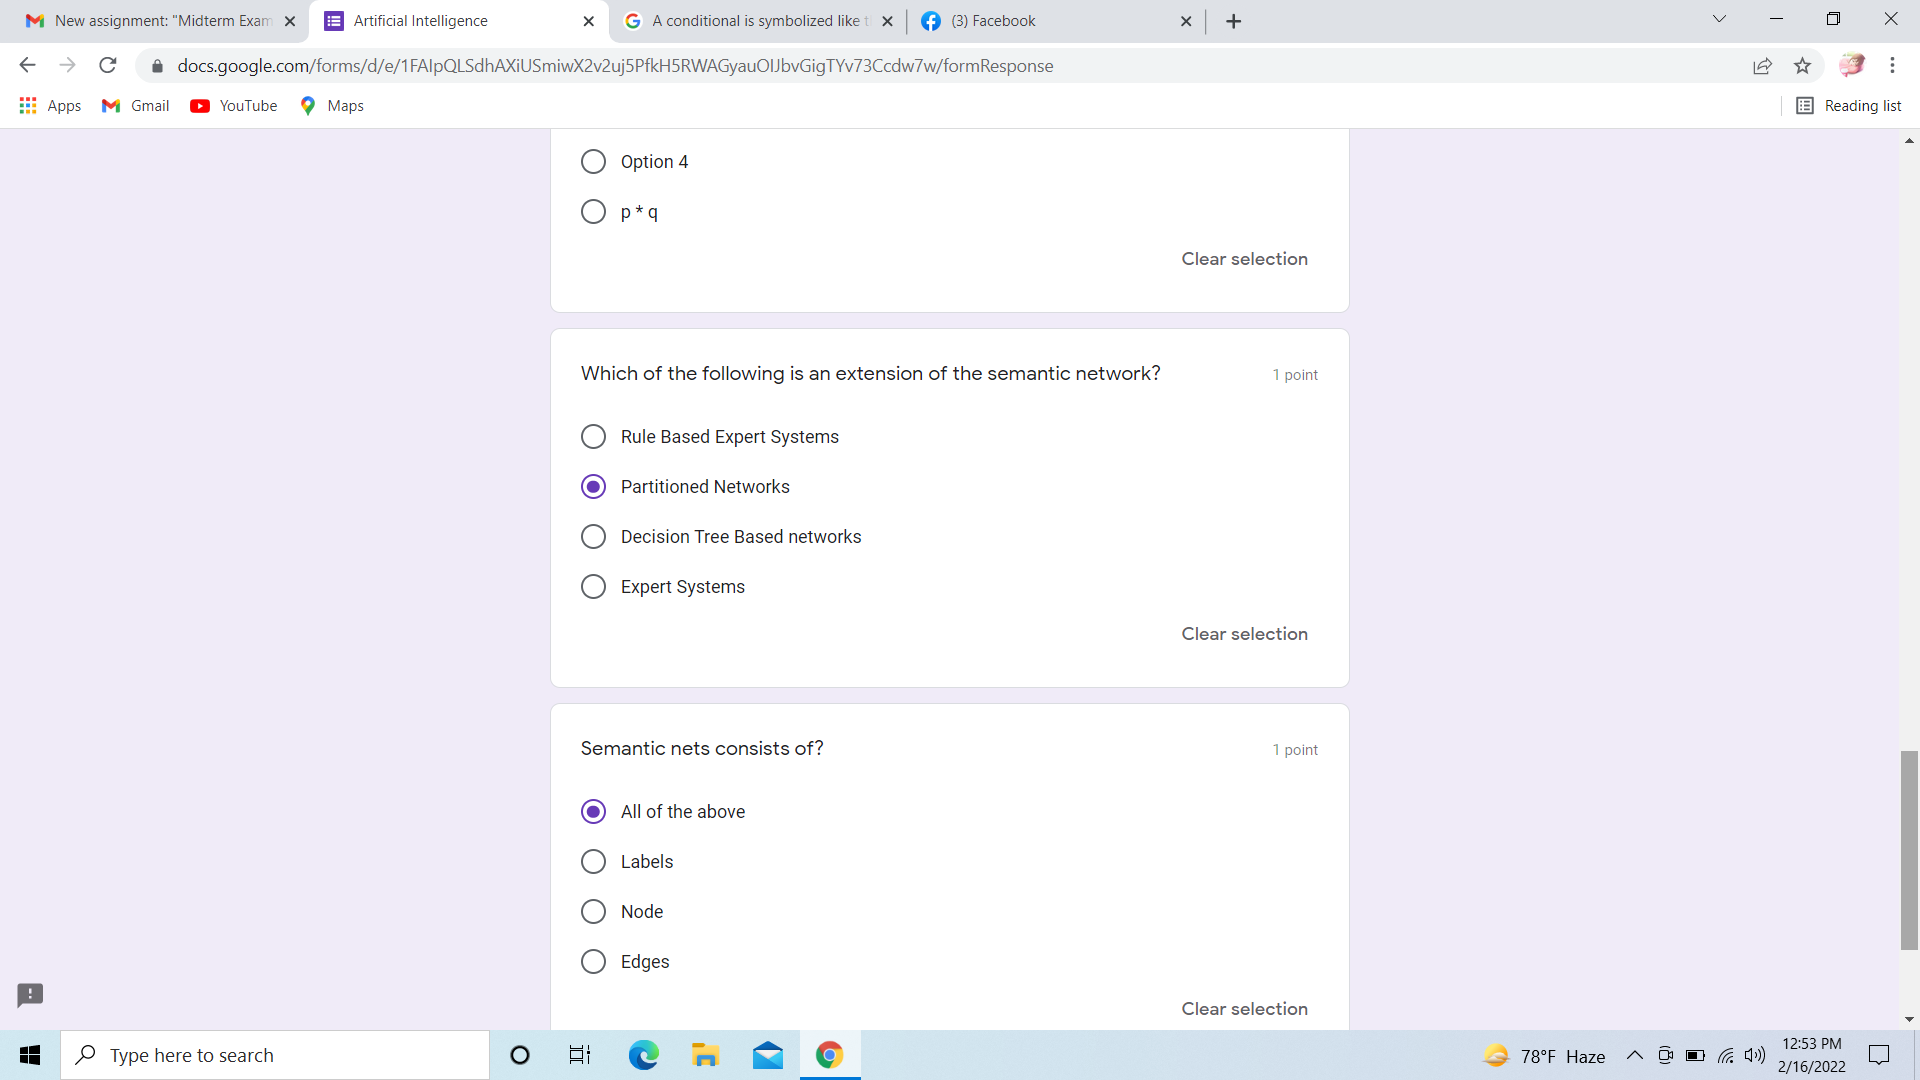 New assignment: "Midterm Exam
Artificial Intelligence
A conditional is symbolized like t
(3) Facebook
docs.google.com/forms/d/e/1FAIpQLSdhAXiUSmiwX2v2uj5PfkH5RWAGyauOIJbvGigTYv73Ccdw7w/formResponse
Apps
Gmail
YouTube
Maps
Reading list
Option 4
p * q
Clear selection
Which of the following is an extension of the semantic network?
1 point
Rule Based Expert Systems
Partitioned Networks
Decision Tree Based networks
Expert Systems
Clear selection
Semantic nets consists of?
1 point
All of the above
Labels
Node
Edges
Clear selection
Type here to search
78°F Haze
12:53 PM
2/16/2022